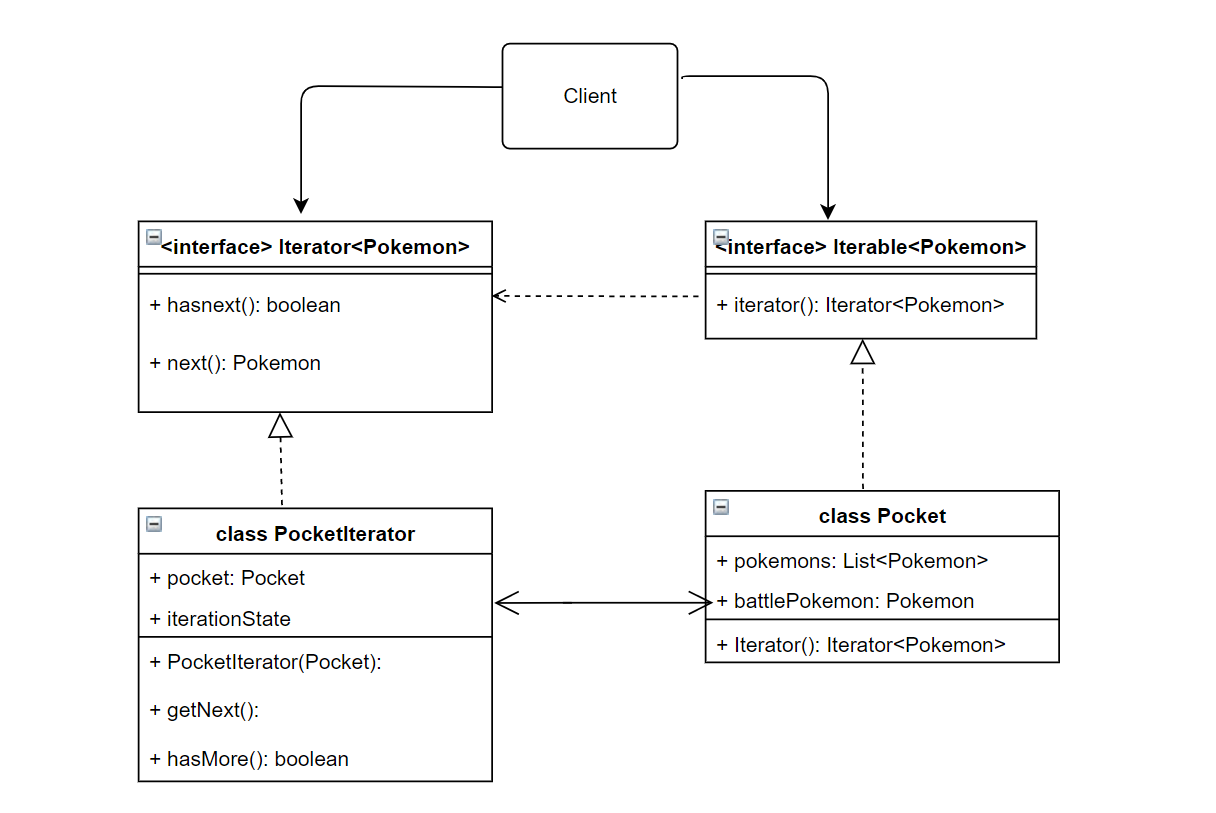 Client
<interface> Iterator<Pokemon>
+ hasnext(): boolean
+ next(): Pokemon
<interface> Iterable<Pokemon>
+ iterator(): Iterator<Pokemon>
class PocketIterator
+ pocket: Pocket
+ iterationState
+ PocketIterator(Pocket):
+ getNext():
+ hasMore(): boolean
class Pocket
+ pokemons: List<Pokemon>
+ battlePokemon: Pokemon
+ Iterator(): Iterator<Pokemon>